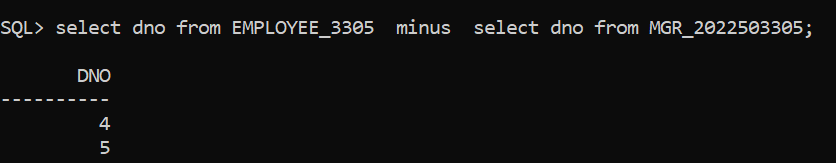 SQL> select dno from EMPLOYEE_3305  minus  select dno from MGR_2022503305;
DNO
----------
4
5